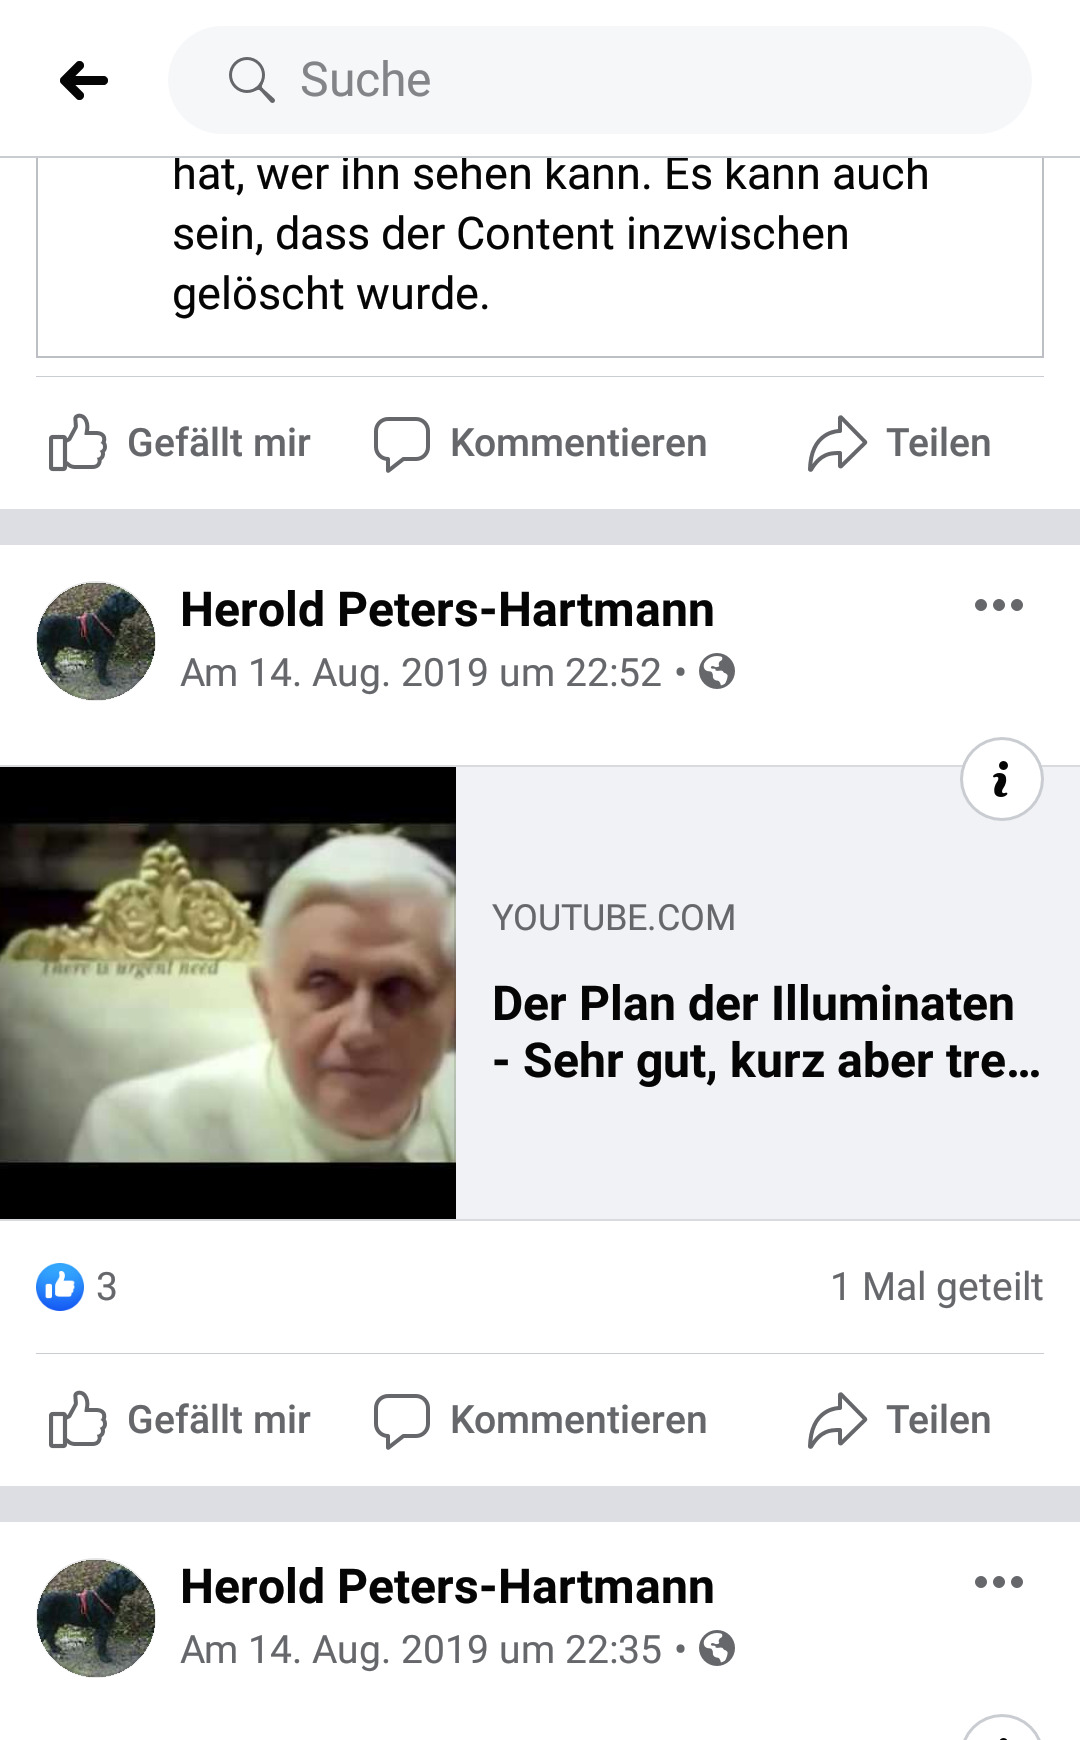 Suche
hat, wer ihn sehen kann. Es kann auch
sein, dass der Content inzwischen
gelöscht wurde.
Gefällt mir
Kommentieren
Teilen
Herold Peters-Hartmann
Am 14. Aug. 2019 um 22:52 •
i
There is urgent need
YOUTUBE.COM
Der Plan der Illuminaten
- Sehr gut, kurz aber tre...
3
1 Mal geteilt
Gefällt mir
Kommentieren
Teilen
Herold Peters-Hartmann
Am 14. Aug. 2019 um 22:35 •